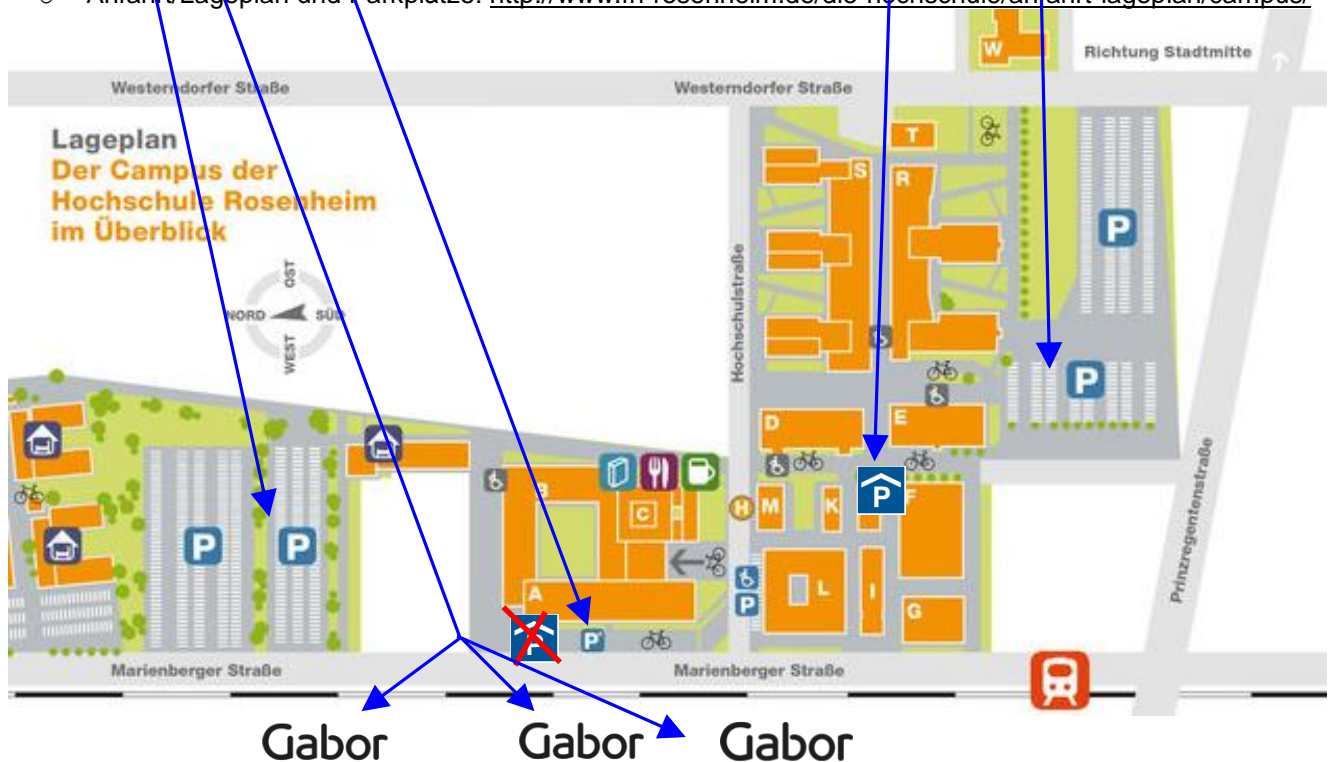 o Anfahrt/Lageplan und Parkplätze: http://www.fh-rosenheim.de/die-hochschule/anfahrt-lageplan/campus/
W
Richtung Stadtmitte
Westerndorfer Straße
Westerndorfer Straße
Lageplan
Der Campus der
Hochschule Rosenheim
im Überblick
OST
NORD
SÜD
WEST
T
S
R
P
Hochschulstraße
P
D
E
B
C
H
M
K
P
F
P
P
A
L
I
G
P
P
P
Prinzregentenstraße
Marienberger Straße
Marienberger Straße
Gabor
Gabor
Gabor